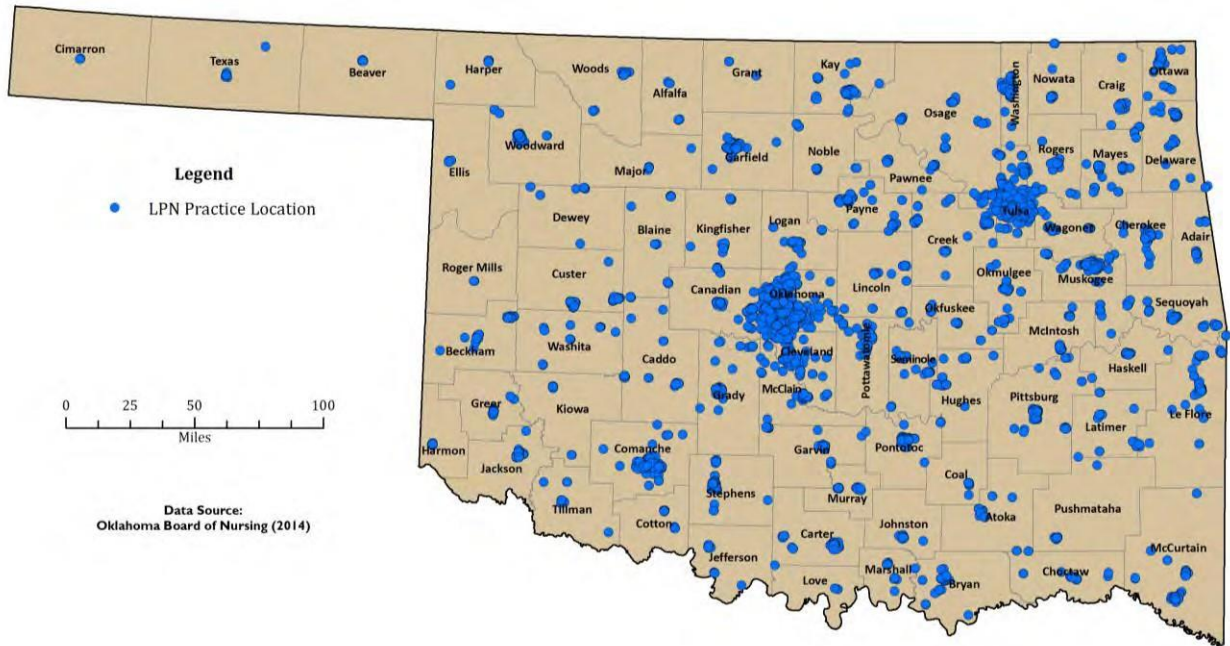 Cimarron
Texas
Beaver
Harper
Woods
Alfalfa
Grant
Kay
Osage
Washington
Nowata
Craig
Ottawa
Woodward
Ellis
Major
Garfield
Noble
Pawnee
Rogers
Mayes
Delaware
Legend
LPN Practice Location
Dewey
Blaine
Kingfisher
Logan
Payne
Creek
Tulsa
Wagoner
Cherokee
Adair
Roger Mills
Custer
Canadian
Oklahoma
Lincoln
Okmulgee
Muskogee
Okfuskee
Sequoyah
McIntosh
Beckham
Washita
Caddo
Cleveland
Pottawatomie
Seminole
Haskell
Grady
McClain
Hughes
Pittsburg
Le Flore
Greer
Kiowa
Latimer
0 25 50 100
Miles
Harmon
Jackson
Comanche
Garvin
Pontotoc
Coal
Stephens
Murray
Atoka
Pushmataha
Data Source:
Oklahoma Board of Nursing (2014)
Tillman
Cotton
Carter
Johnston
McCurtain
Jefferson
Love
Marshall
Bryan
Choctaw